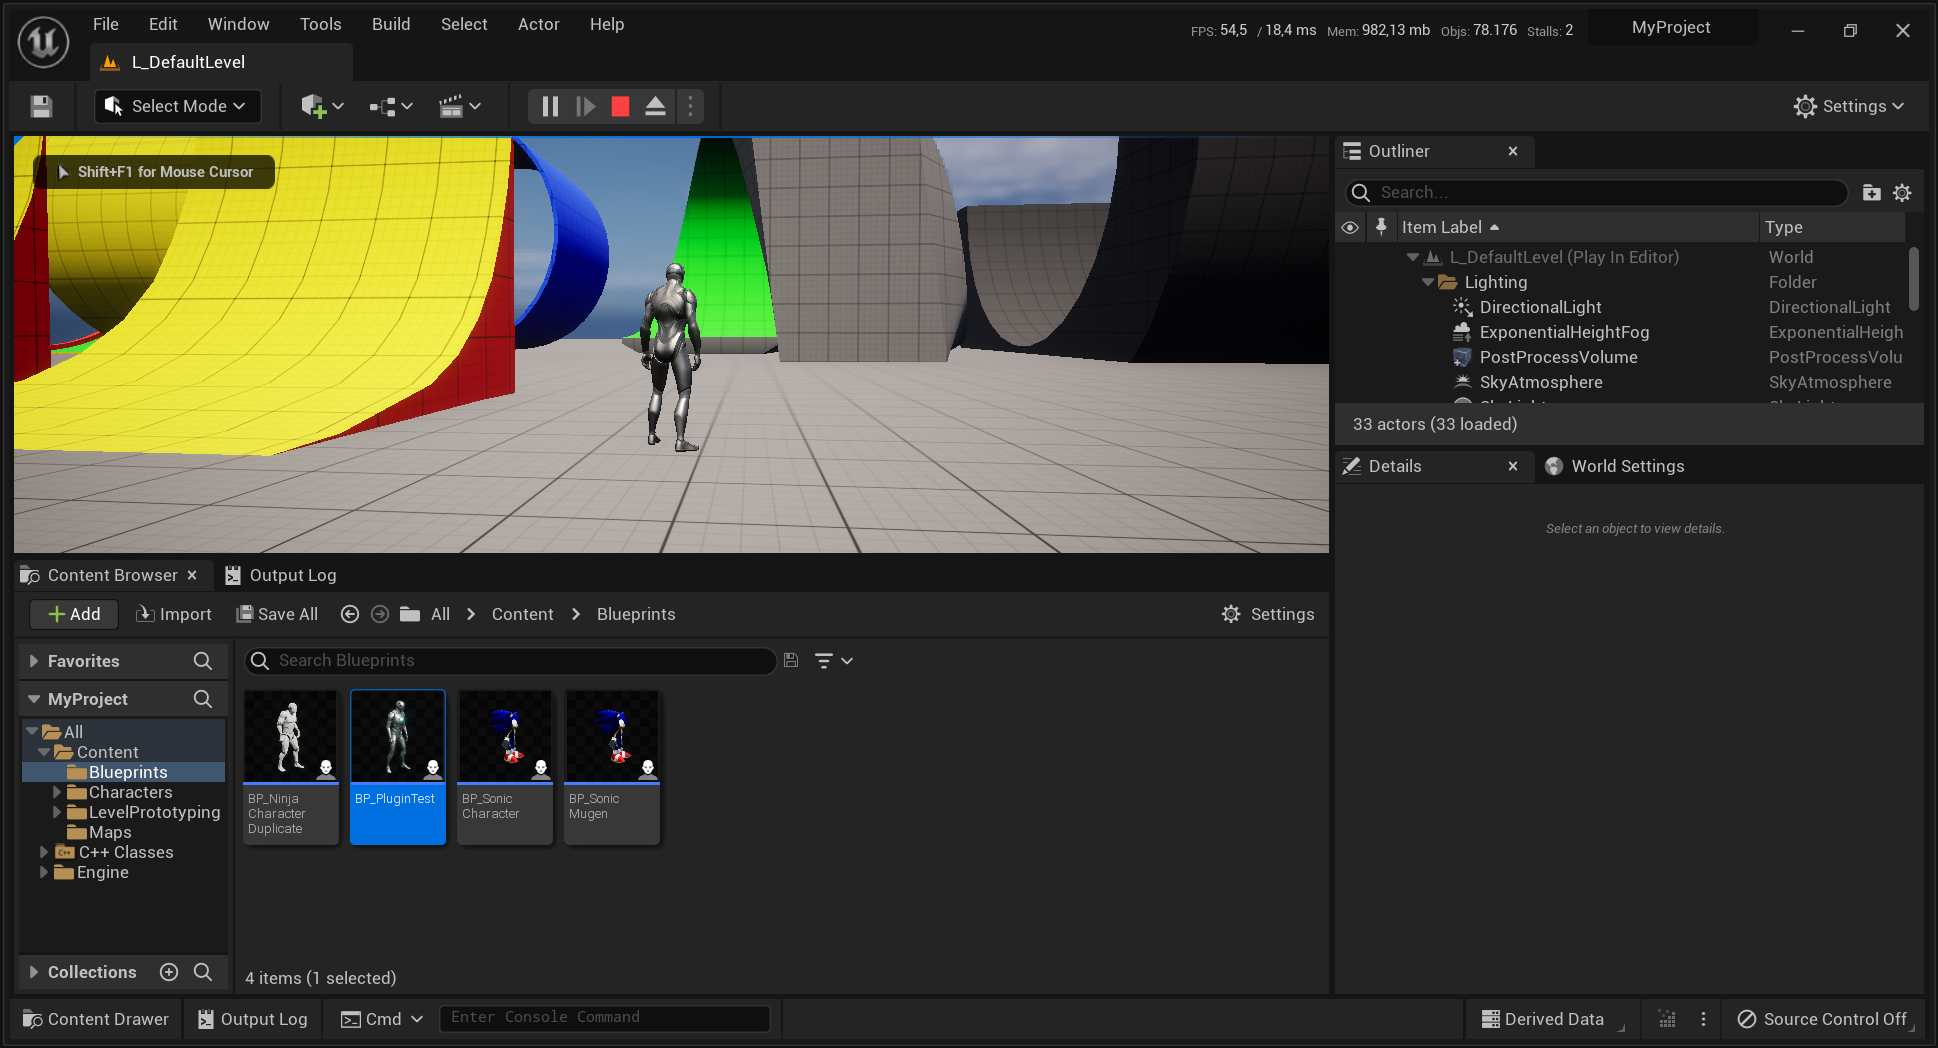 File Edit Window Tools Build Select Actor Help
FPS: 54,5 / 18,4 ms Mem: 982,13 mb Objs: 78.176 Stalls: 2
MyProject
L_DefaultLevel
Select Mode
Settings
Shift+F1 for Mouse Cursor
Outliner
Search...
Item Label Type
L_DefaultLevel (Play In Editor) World
Lighting Folder
DirectionalLight DirectionalLight
ExponentialHeightFog ExponentialHeigh
PostProcessVolume PostProcessVolu
SkyAtmosphere SkyAtmosphere
33 actors (33 loaded)
Details World Settings
Select an object to view details.
Content Browser Output Log
Add Import Save All All Content Blueprints Settings
Favorites
Search Blueprints
MyProject
All
Content
Blueprints
Characters
LevelPrototyping
Maps
C++ Classes
Engine
Collections
BP_Ninja
Character
Duplicate
BP_PluginTest
BP_Sonic
Character
BP_Sonic
Mugen
4 items (1 selected)
Content Drawer Output Log Cmd Enter Console Command Derived Data Source Control Off